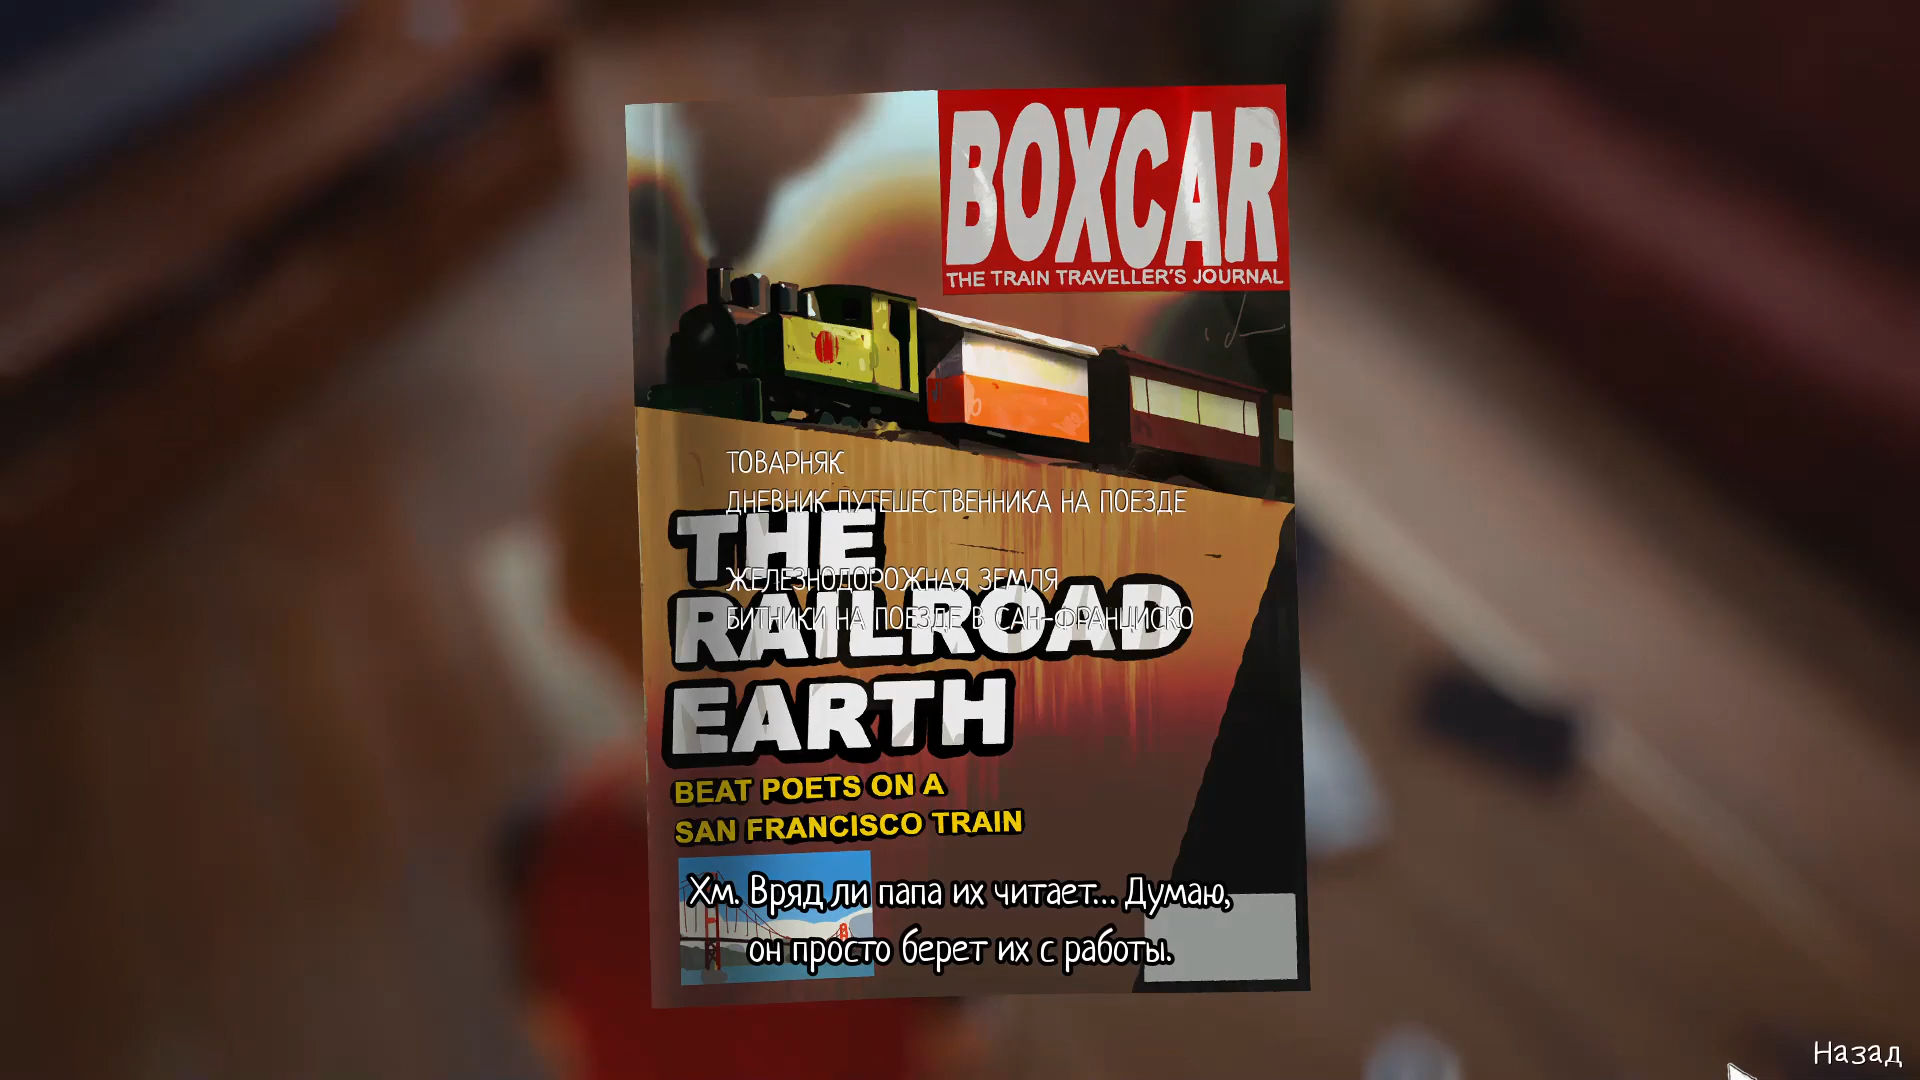 BOXCAR
THE TRAIN TRAVELLER'S JOURNAL
ТОВАРНЯК
ДНЕВНИК ПУТЕШЕСТВЕННИКА НА ПОЕЗДЕ
THE
ЖЕЛЕЗНОДОРОЖНАЯ ЗЕМЛЯ
БИТНИКИ НА ПОЕЗДЕ В САН-ФРАНЦИСКО
RAILROAD
EARTH
BEAT POETS ON A
SAN FRANCISCO TRAIN
Хм. Вряд ли папа их читает... Думаю,
он просто берет их с работы.
Назад